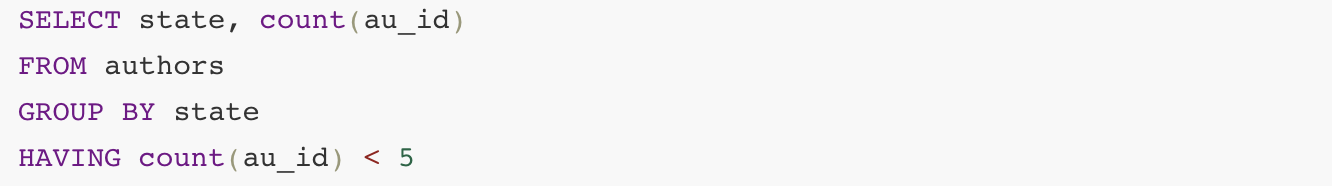 SELECT state, count(au_id)
FROM authors
GROUP BY state
HAVING count(au_id) < 5